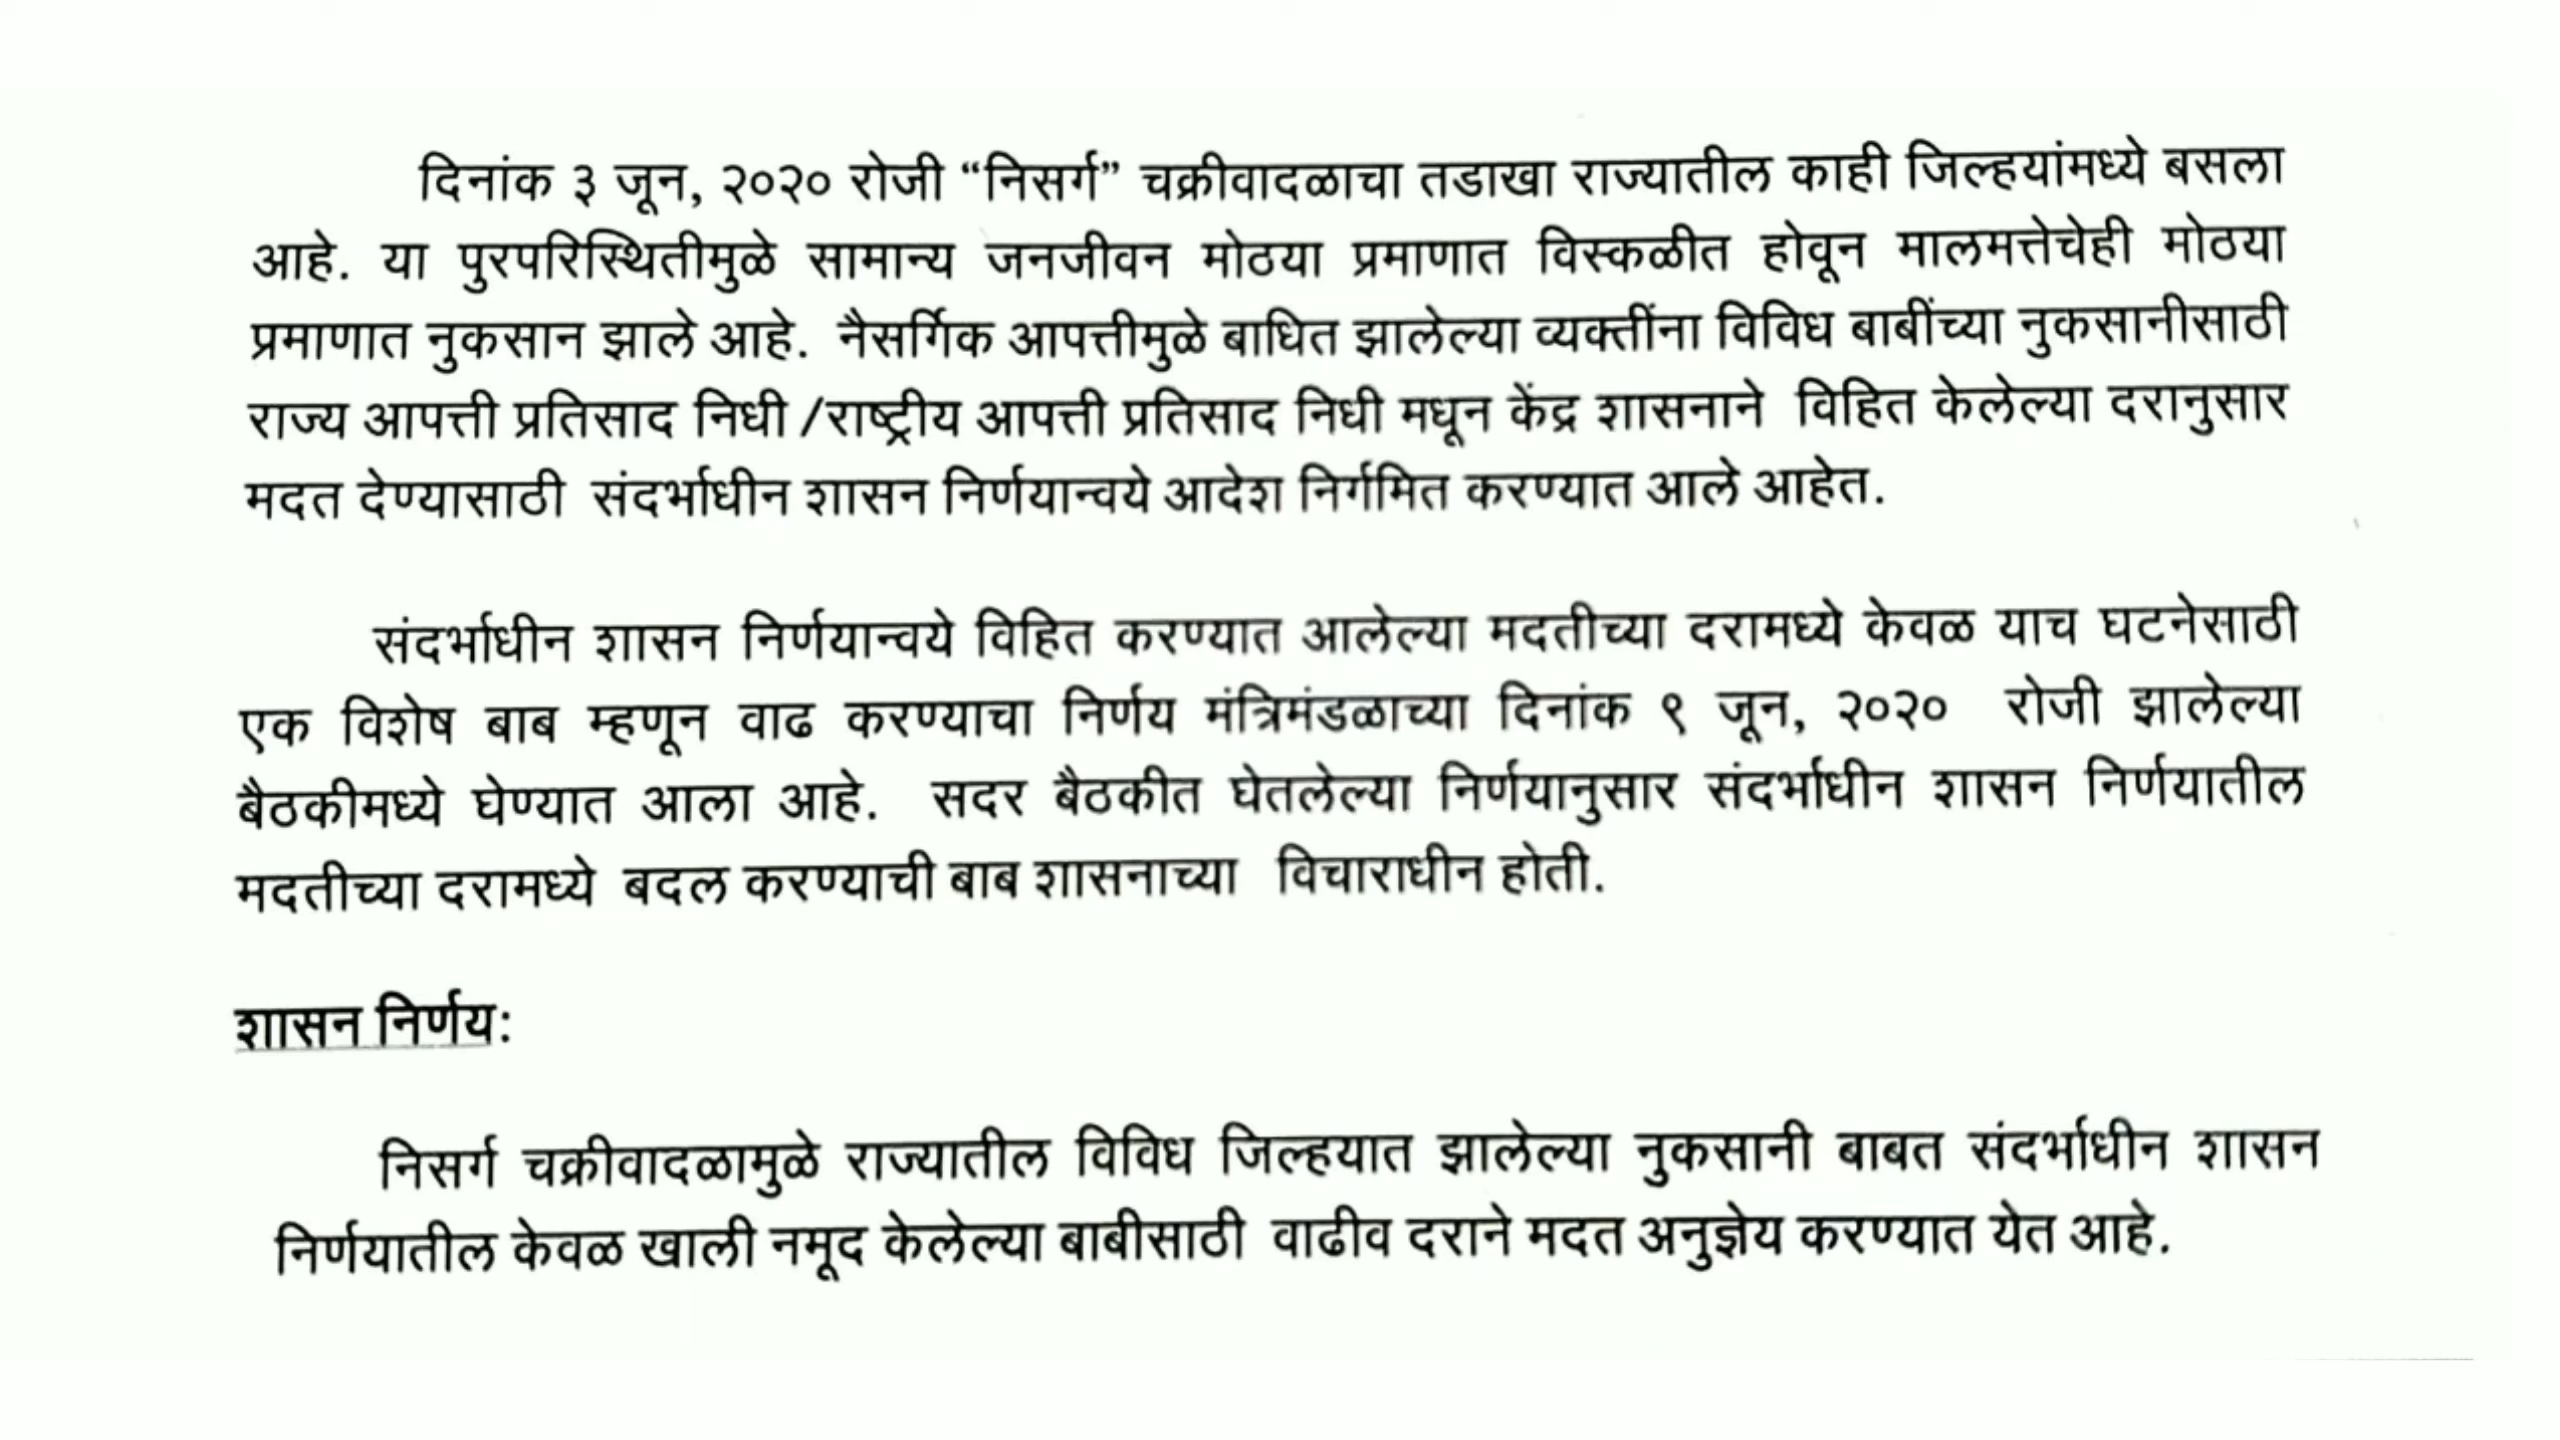 दिनांक ३ जून, २०२० रोजी “निसर्ग” चक्रीवादळाचा तडाखा राज्यातील काही जिल्हयांमध्ये बसला
आहे. या पुरपरिस्थितीमुळे सामान्य जनजीवन मोठया प्रमाणात विस्कळीत होवून मालमत्तेचेही मोठया
प्रमाणात नुकसान झाले आहे. नैसर्गिक आपत्तीमुळे बाधित झालेल्या व्यक्तींना विविध बाबींच्या नुकसानीसाठी
राज्य आपत्ती प्रतिसाद निधी /राष्ट्रीय आपत्ती प्रतिसाद निधी मधून केंद्र शासनाने विहित केलेल्या दरानुसार
मदत देण्यासाठी संदर्भाधीन शासन निर्णयान्वये आदेश निर्गमित करण्यात आले आहेत.
संदर्भाधीन शासन निर्णयान्वये विहित करण्यात आलेल्या मदतीच्या दरामध्ये केवळ याच घटनेसाठी
एक विशेष बाब म्हणून वाढ करण्याचा निर्णय मंत्रिमंडळाच्या दिनांक ९ जून, २०२० रोजी झालेल्या
बैठकीमध्ये घेण्यात आला आहे. सदर बैठकीत घेतलेल्या निर्णयानुसार संदर्भाधीन शासन निर्णयातील
मदतीच्या दरामध्ये बदल करण्याची बाब शासनाच्या विचाराधीन होती.
शासन निर्णय:
निसर्ग चक्रीवादळामुळे राज्यातील विविध जिल्हयात झालेल्या नुकसानी बाबत संदर्भाधीन शासन
निर्णयातील केवळ खाली नमूद केलेल्या बाबीसाठी वाढीव दराने मदत अनुज्ञेय करण्यात येत आहे.